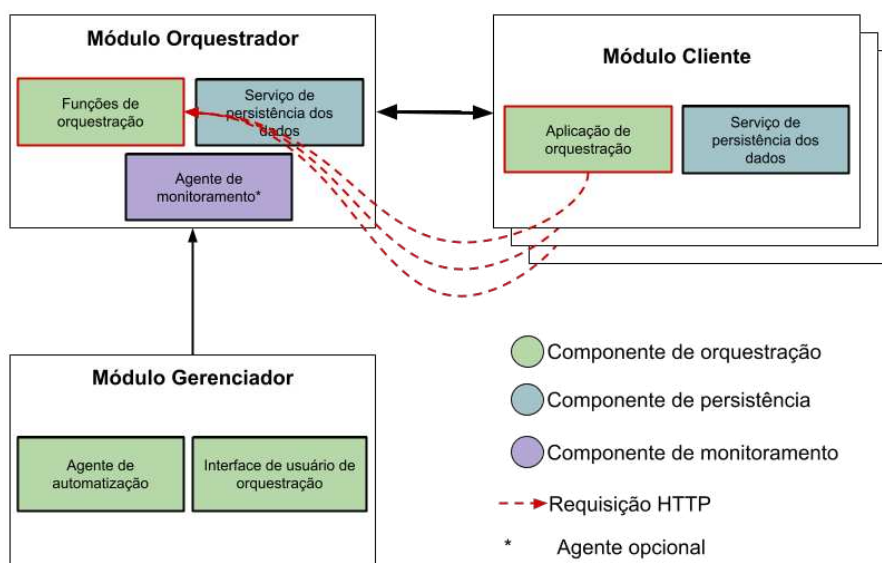 Módulo Orquestrador
Funções de
orquestração
Serviço de
persistência dos
dados
Agente de
monitoramento*
Módulo Cliente
Aplicação de
orquestração
Serviço de
persistência dos
dados
Módulo Gerenciador
Agente de
automatização
Interface de usuário de
orquestração
Componente de orquestração
Componente de persistência
Componente de monitoramento
Requisição HTTP
* Agente opcional